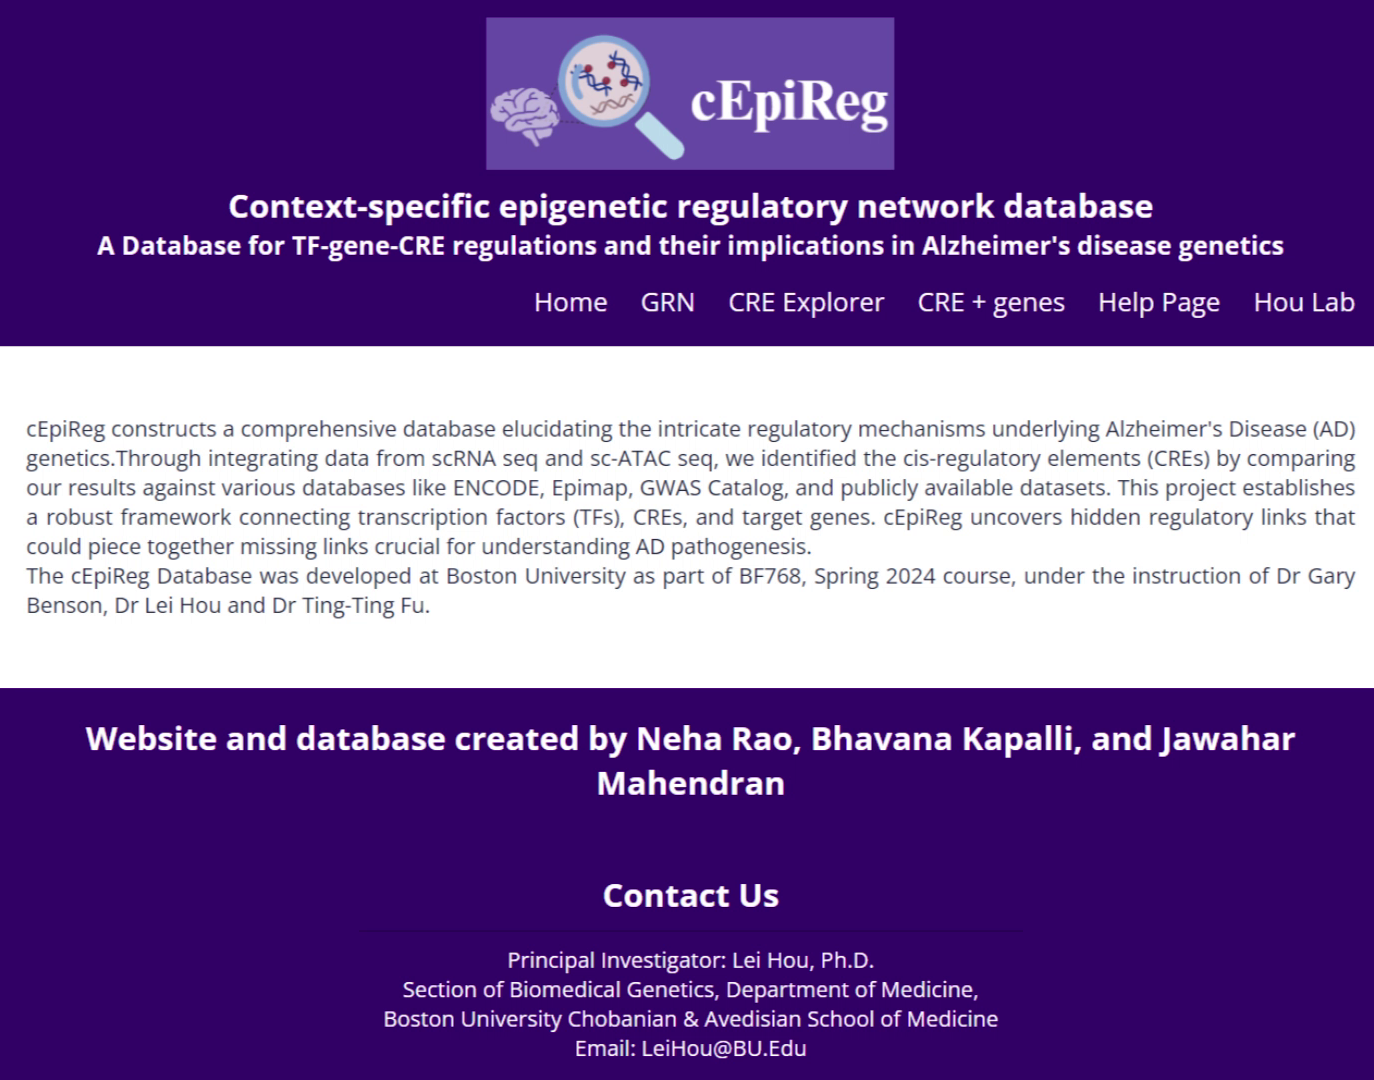 cEpiReg
Context-specific epigenetic regulatory network database
A Database for TF-gene-CRE regulations and their implications in Alzheimer's disease genetics
Home GRN CRE Explorer CRE + genes Help Page Hou Lab
cEpiReg constructs a comprehensive database elucidating the intricate regulatory mechanisms underlying Alzheimer's Disease (AD)
genetics.Through integrating data from scRNA seq and sc-ATAC seq, we identified the cis-regulatory elements (CREs) by comparing
our results against various databases like ENCODE, Epimap, GWAS Catalog, and publicly available datasets. This project establishes
a robust framework connecting transcription factors (TFs), CREs, and target genes. cEpiReg uncovers hidden regulatory links that
could piece together missing links crucial for understanding AD pathogenesis.
The cEpiReg Database was developed at Boston University as part of BF768, Spring 2024 course, under the instruction of Dr Gary
Benson, Dr Lei Hou and Dr Ting-Ting Fu.
Website and database created by Neha Rao, Bhavana Kapalli, and Jawahar
Mahendran
Contact Us
Principal Investigator: Lei Hou, Ph.D.
Section of Biomedical Genetics, Department of Medicine,
Boston University Chobanian & Avedisian School of Medicine
Email: LeiHou@BU.Edu